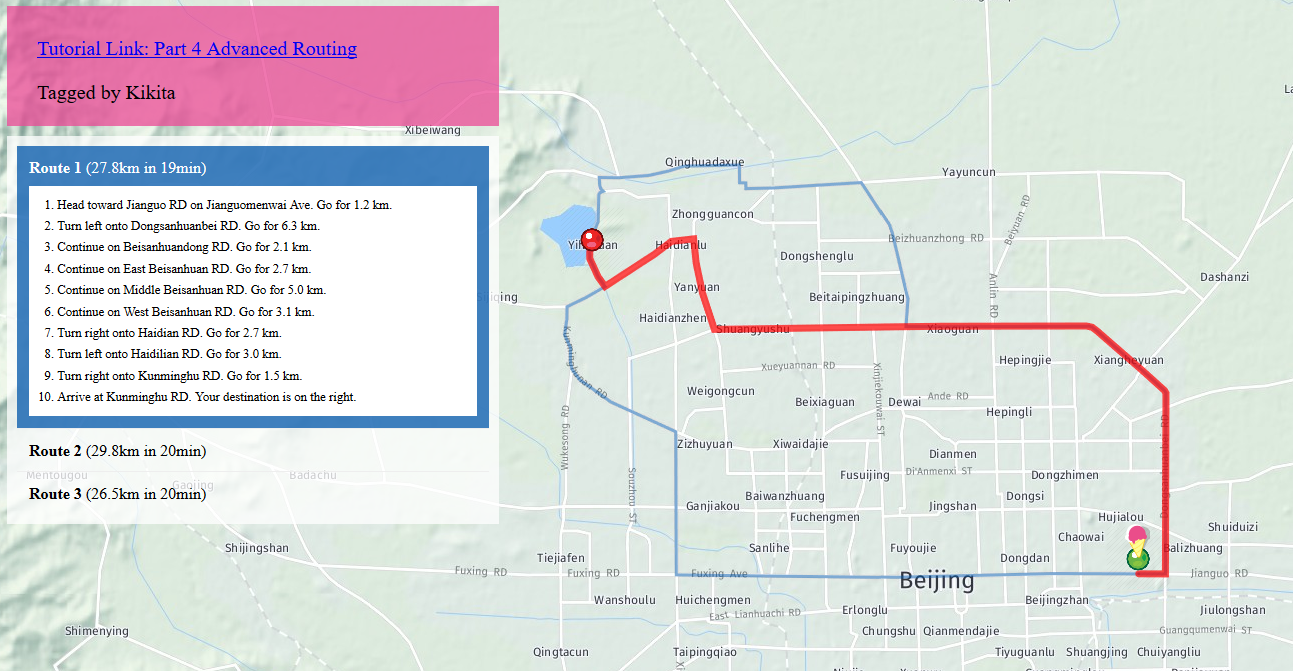 Tutorial Link: Part 4 Advanced Routing
Tagged by Kikita
Route 1 (27.8km in 19min)
1. Head toward Jianguo RD on Jianguomenwai Ave. Go for 1.2 km.
2. Turn left onto Dongsanhuanbei RD. Go for 6.3 km.
3. Continue on Beisanhuandong RD. Go for 2.1 km.
4. Continue on East Beisanhuan RD. Go for 2.7 km.
5. Continue on Middle Beisanhuan RD. Go for 5.0 km.
6. Continue on West Beisanhuan RD. Go for 3.1 km.
7. Turn right onto Haidian RD. Go for 2.7 km.
8. Turn left onto Haidilian RD. Go for 3.0 km.
9. Turn right onto Kunminghu RD. Go for 1.5 km.
10. Arrive at Kunminghu RD. Your destination is on the right.
Route 2 (29.8km in 20min)
Route 3 (26.5km in 20min)
Mentougou
Gaojing
Badachu
Xibeiwang
Qinghuadaxue
Yayuncun
Zhongguancun
Beiyuan RD
Beizhuanzhong RD
Haidianlu
Dongshenglu
Dashanzi
Anlin RD
Yanyuan
Beitaipingzhuang
Haidianzhen
Shuangyushu
Xiaoguan
Kunminghunan RD
Xueyuannan RD
Hepingjie
Xiangheyuan
Xinjiekouwai ST
Weigongcun
Beixiaguan
Dewai
Ande RD
Hepingli
Wukesong RD
Dongsanhuanbei RD
Zizhuyuan
Xiwaidajie
Dianmen
Suzhou ST
Fusuijing
Di'Anmenxi ST
Dongzhimen
Baiwanzhuang
Dongsi
Ganjiakou
Jingshan
Fuchengmen
Hujialou
Shuiduizi
Chaowai
Shijingshan
Tiejiafen
Sanlihe
Fuyoujie
Dongdan
Balizhuang
Fuxing RD
Fuxing RD
Fuxing Ave
Beijing
Jianguo RD
Wanshoulu
Huichengmen
Beijingzhan
East Lianhuachi RD
Erlonglu
Jiulongshan
Shimenying
Chungshu
Qianmendajie
Guangqumenwai ST
Qingtacun
Taipingqiao
Tiyuguanlu
Shuangjing
Chuiyangliu